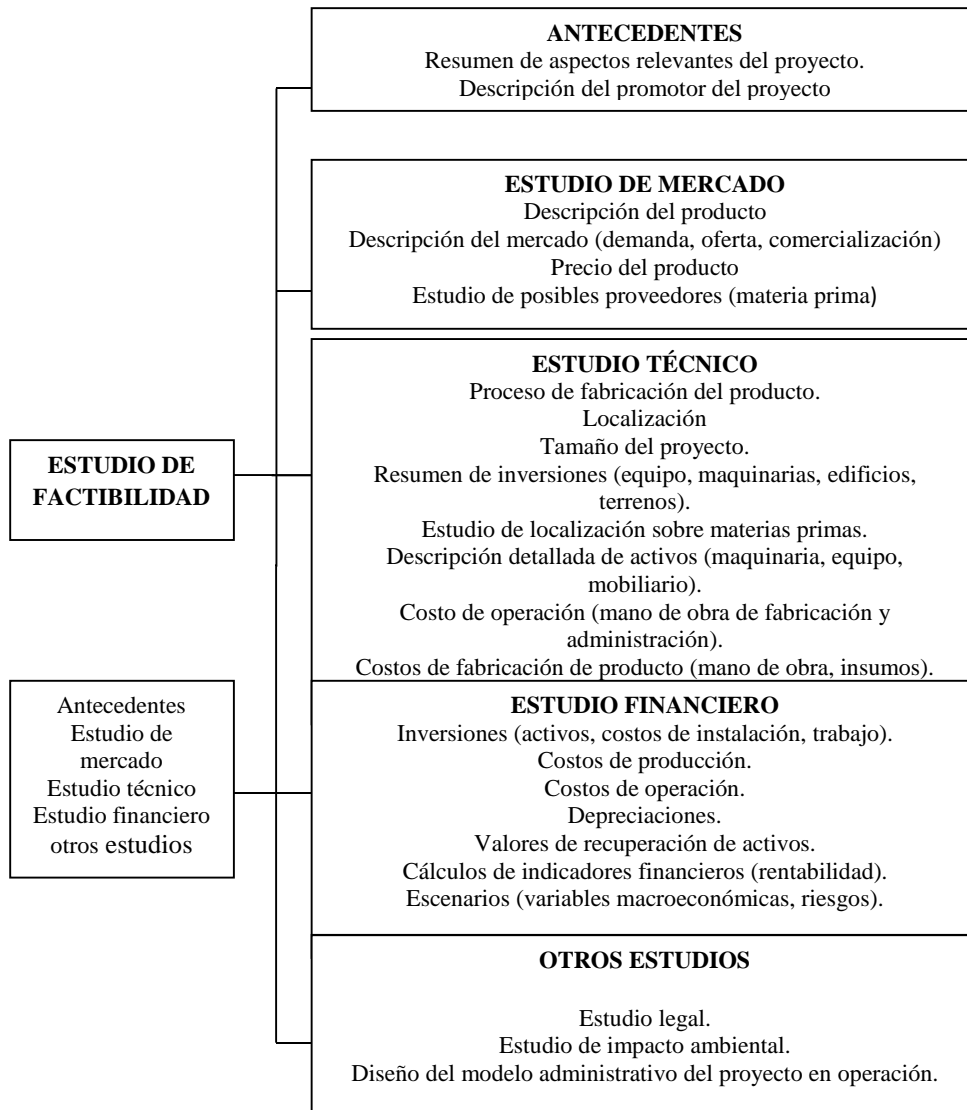 ANTECEDENTES
Resumen de aspectos relevantes del proyecto.
Descripción del promotor del proyecto
ESTUDIO DE MERCADO
Descripción del producto
Descripción del mercado (demanda, oferta, comercialización)
Precio del producto
Estudio de posibles proveedores (materia prima)
ESTUDIO TÉCNICO
Proceso de fabricación del producto.
Localización
Tamaño del proyecto.
Resumen de inversiones (equipo, maquinarias, edificios,
terrenos).
Estudio de localización sobre materias primas.
Descripción detallada de activos (maquinaria, equipo,
mobiliario).
Costo de operación (mano de obra de fabricación y
administración).
Costos de fabricación de producto (mano de obra, insumos).
ESTUDIO DE
FACTIBILIDAD
Antecedentes
Estudio de
mercado
Estudio técnico
Estudio financiero
otros estudios
ESTUDIO FINANCIERO
Inversiones (activos, costos de instalación, trabajo).
Costos de producción.
Costos de operación.
Depreciaciones.
Valores de recuperación de activos.
Cálculos de indicadores financieros (rentabilidad).
Escenarios (variables macroeconómicas, riesgos).
OTROS ESTUDIOS
Estudio legal.
Estudio de impacto ambiental.
Diseño del modelo administrativo del proyecto en operación.